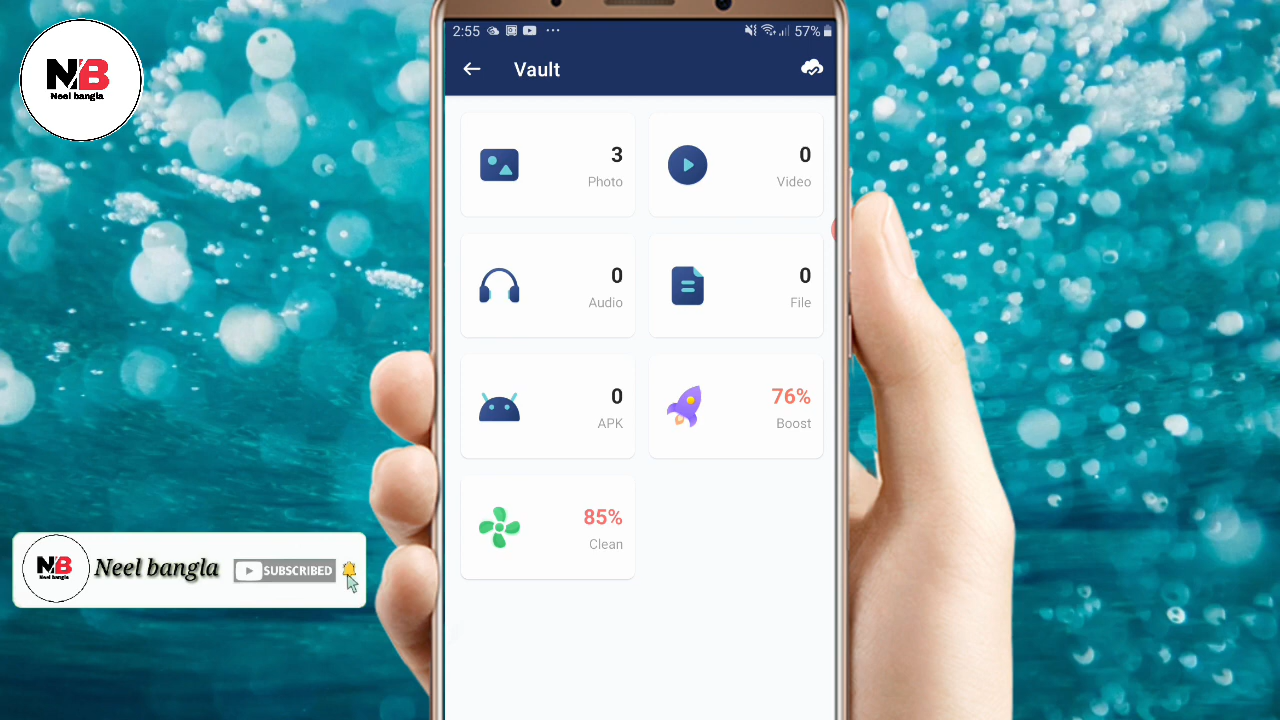 NB
Neel bangla
2:55
57%
Vault
3
Photo
0
Video
0
Audio
0
File
0
APK
76%
Boost
85%
Clean
NB
Neel bangla
Neel bangla
SUBSCRIBED